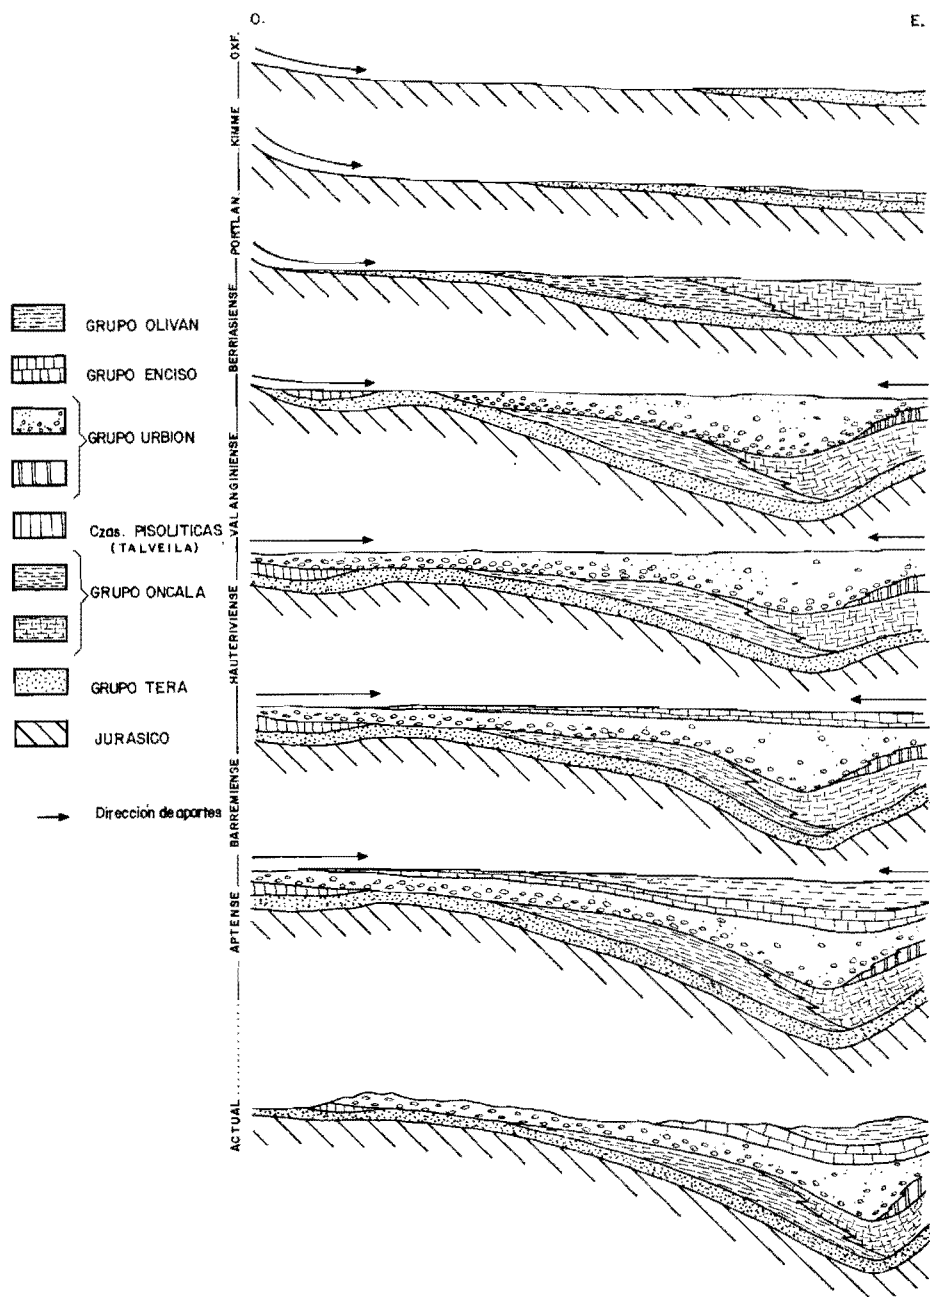 O.
E.
OXF.
KIMME
PORTLAN.
BERRIASIENSE
VALANGINIENSE
HAUTERIVIENSE
BARREMIENSE
APTENSE
ACTUAL
GRUPO OLIVAN
GRUPO ENCISO
GRUPO URBION
Czas. PISOLITICAS
(TALVEILA)
GRUPO ONCALA
GRUPO TERA
JURASICO
Dirección de aportes